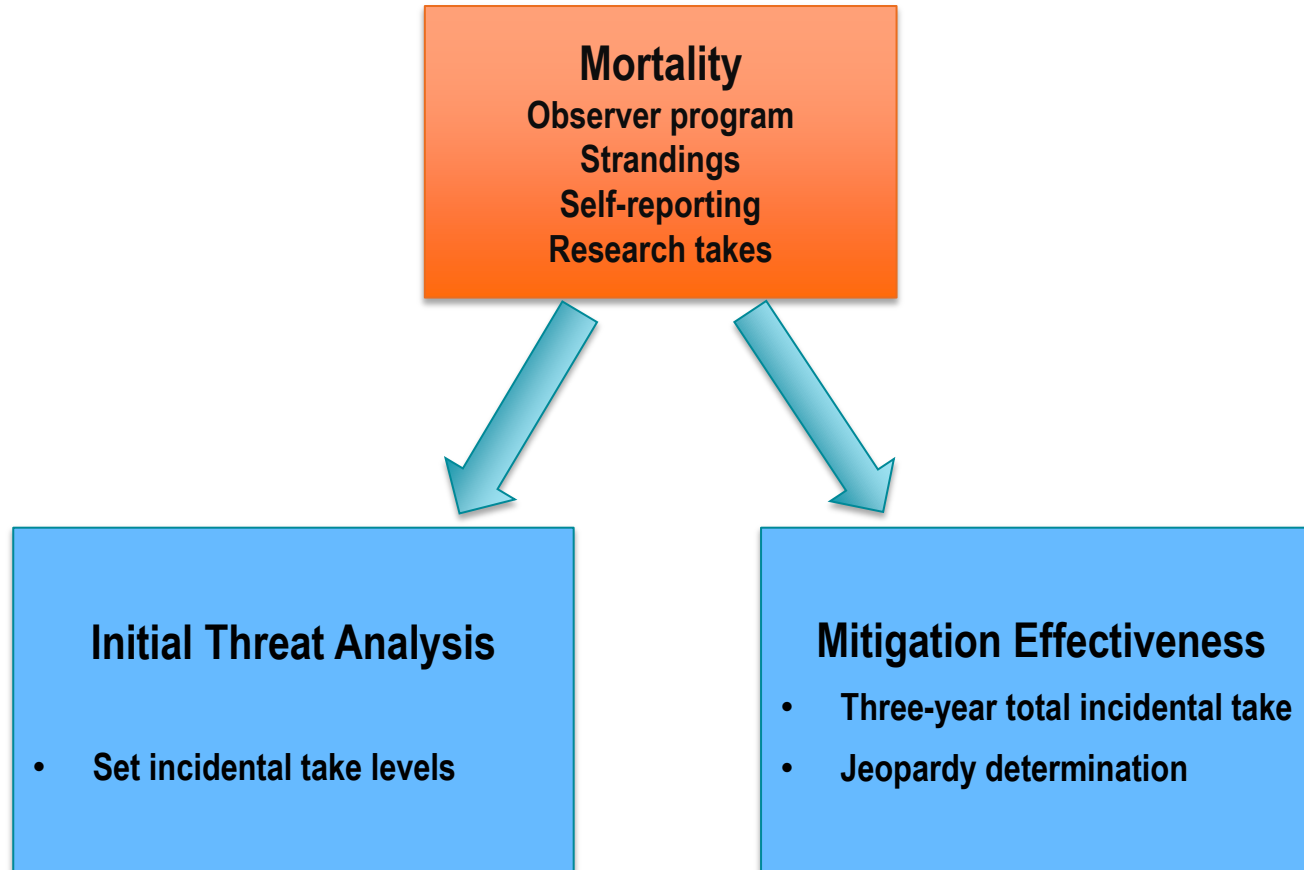 Mortality
Observer program
Strandings
Self-reporting
Research takes
Initial Threat Analysis
• Set incidental take levels
Mitigation Effectiveness
• Three-year total incidental take
• Jeopardy determination